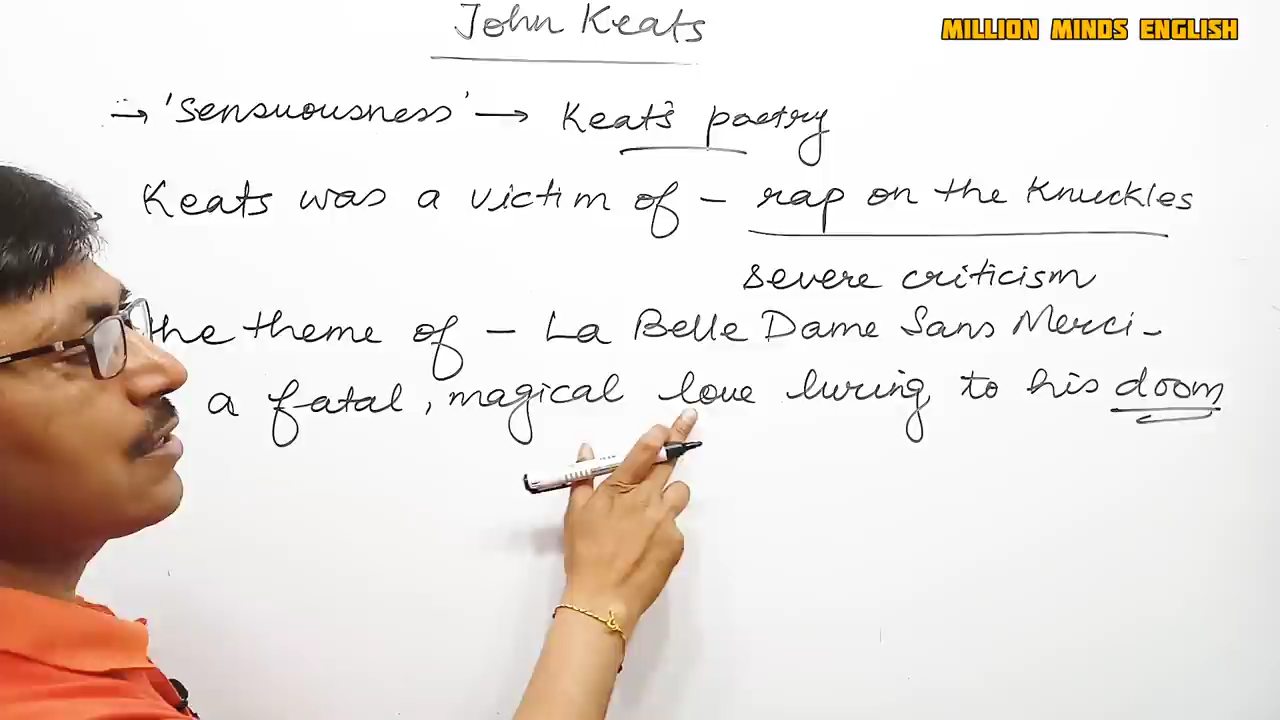 John Keats
MILLION MINDS ENGLISH
→ 'Sensuousness' → Keats's poetry
Keats was a victim of - rap on the Knuckles
severe criticism
the theme of - La Belle Dame Sans Merci -
a fatal, magical love luring to his doom